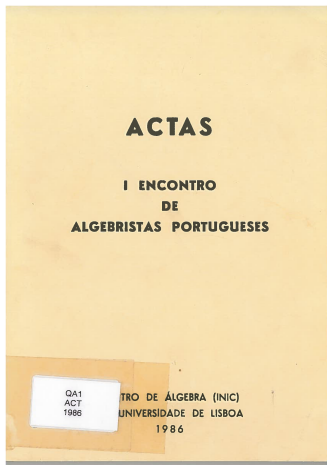 ACTAS
I ENCONTRO
DE
ALGEBRISTAS PORTUGUESES
QA1
ACT
1986
TRO DE ÁLGEBRA (INIC)
UNIVERSIDADE DE LISBOA
1986